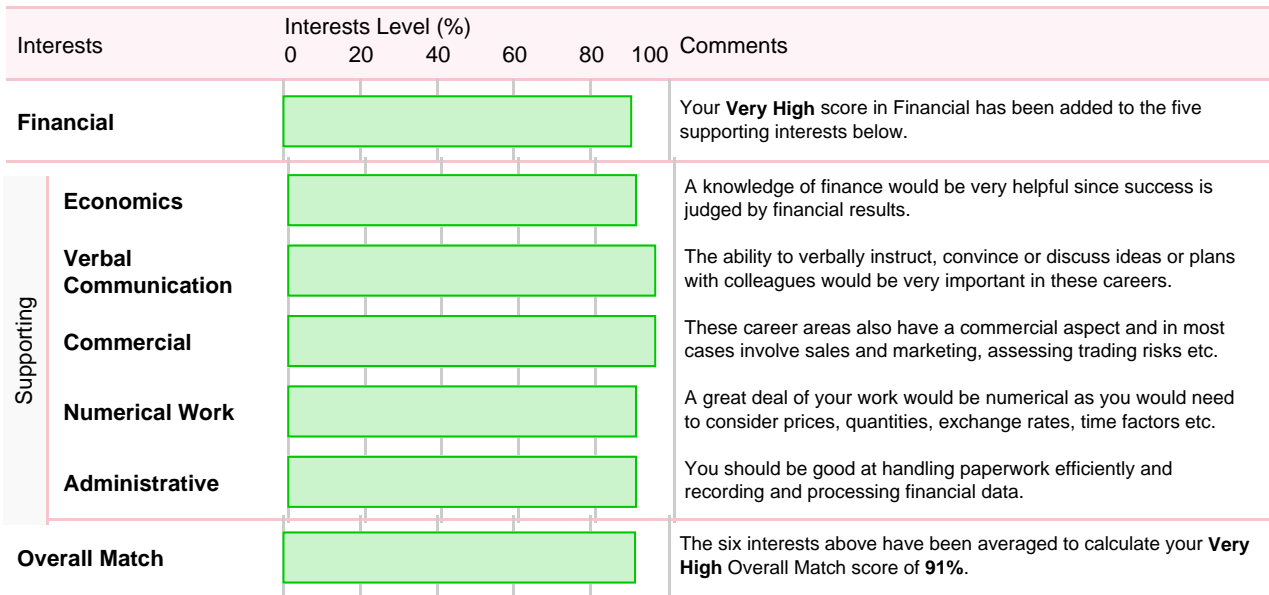 Interests
Interests Level (%)
0 20 40 60 80 100
Comments
Financial
Your Very High score in Financial has been added to the five
supporting interests below.
Supporting
Economics
A knowledge of finance would be very helpful since success is
judged by financial results.
Verbal
Communication
The ability to verbally instruct, convince or discuss ideas or plans
with colleagues would be very important in these careers.
Commercial
These career areas also have a commercial aspect and in most
cases involve sales and marketing, assessing trading risks etc.
Numerical Work
A great deal of your work would be numerical as you would need
to consider prices, quantities, exchange rates, time factors etc.
Administrative
You should be good at handling paperwork efficiently and
recording and processing financial data.
Overall Match
The six interests above have been averaged to calculate your Very
High Overall Match score of 91%.